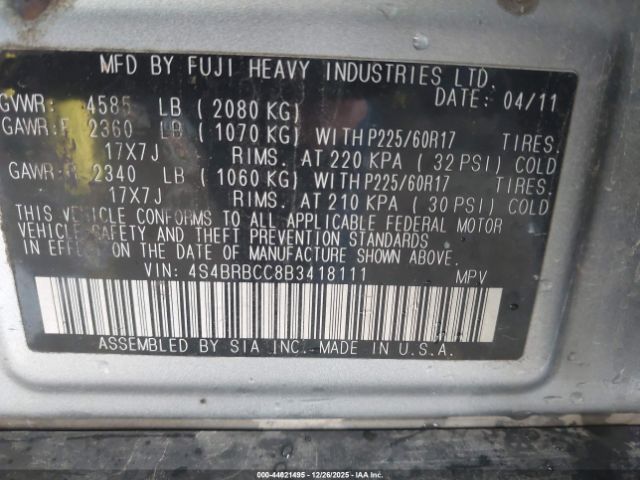 MFD BY FUJI HEAVY INDUSTRIES LTD.
DATE: 04/11
GVWR: 4585 LB (2080 KG)
GAWR:F 2360 LB (1070 KG) WITH P225/60R17 TIRES.
17X7J RIMS. AT 220 KPA (32 PSI) COLD
GAWR: 2340 LB (1060 KG) WITH P225/60R17 TIRES.
17X7J RIMS. AT 210 KPA (30 PSI) COLD
THIS VEHICLE CONFORMS TO ALL APPLICABLE FEDERAL MOTOR
VEHICLE SAFETY AND THEFT PREVENTION STANDARDS
IN EFFECT ON THE DATE OF MANUFACTURE SHOWN ABOVE.
VIN: 4S4BRBCC8B3418111 MPV
ASSEMBLED BY SIA INC. MADE IN U.S.A.
000-44621495 - 12/26/2025 - IAA